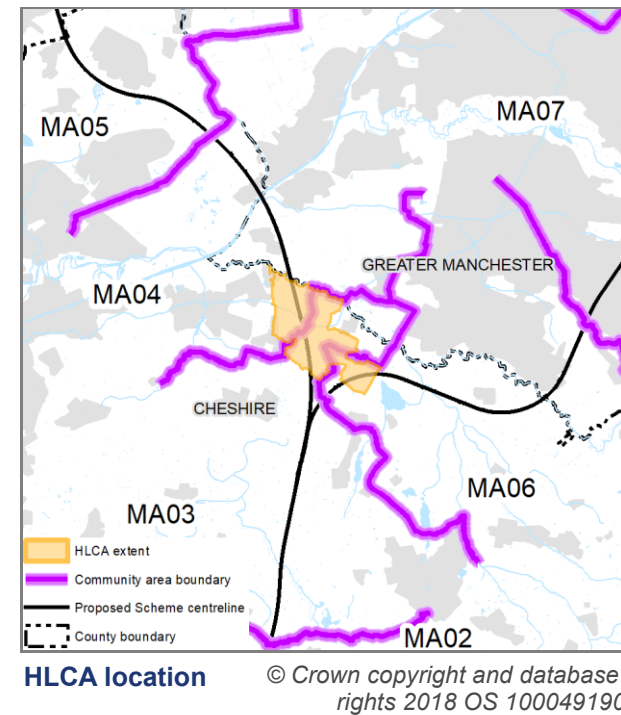 MA05
MA07
GREATER MANCHESTER
MA04
CHESHIRE
MA06
MA03
HLCA extent
Community area boundary
Proposed Scheme centreline
County boundary
MA02
HLCA location
© Crown copyright and database
rights 2018 OS 100049190